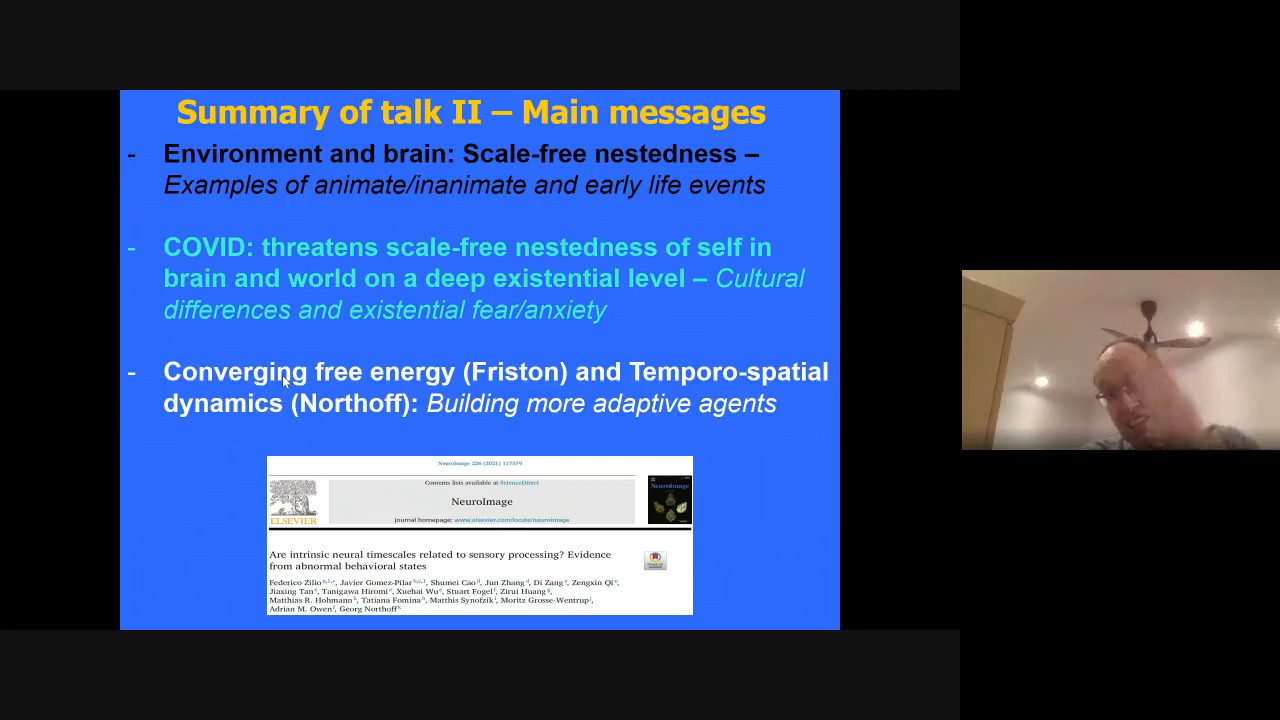 Summary of talk II – Main messages
- Environment and brain: Scale-free nestedness –
Examples of animate/inanimate and early life events
- COVID: threatens scale-free nestedness of self in
brain and world on a deep existential level – Cultural
differences and existential fear/anxiety
- Converging free energy (Friston) and Temporo-spatial
dynamics (Northoff): Building more adaptive agents
NeuroImage 226 (2021) 117579
Contents lists available at ScienceDirect
NeuroImage
journal homepage: www.elsevier.com/locate/neuroimage
ELSEVIER
NeuroImage
Are intrinsic neural timescales related to sensory processing? Evidence
from abnormal behavioral states
Federico Zilio, Javier Gomez-Pilar, Shumei Cao, Jun Zhang, Di Zang, Zengxin Qi,
Jiaxing Tan, Tanigawa Hiromi, Xuehai Wu, Stuart Fogel, Zirui Huang,
Matthias R. Hohmann, Tatiana Fomina, Matthis Synofzik, Moritz Grosse-Wentrup,
Adrian M. Owen, Georg Northoff